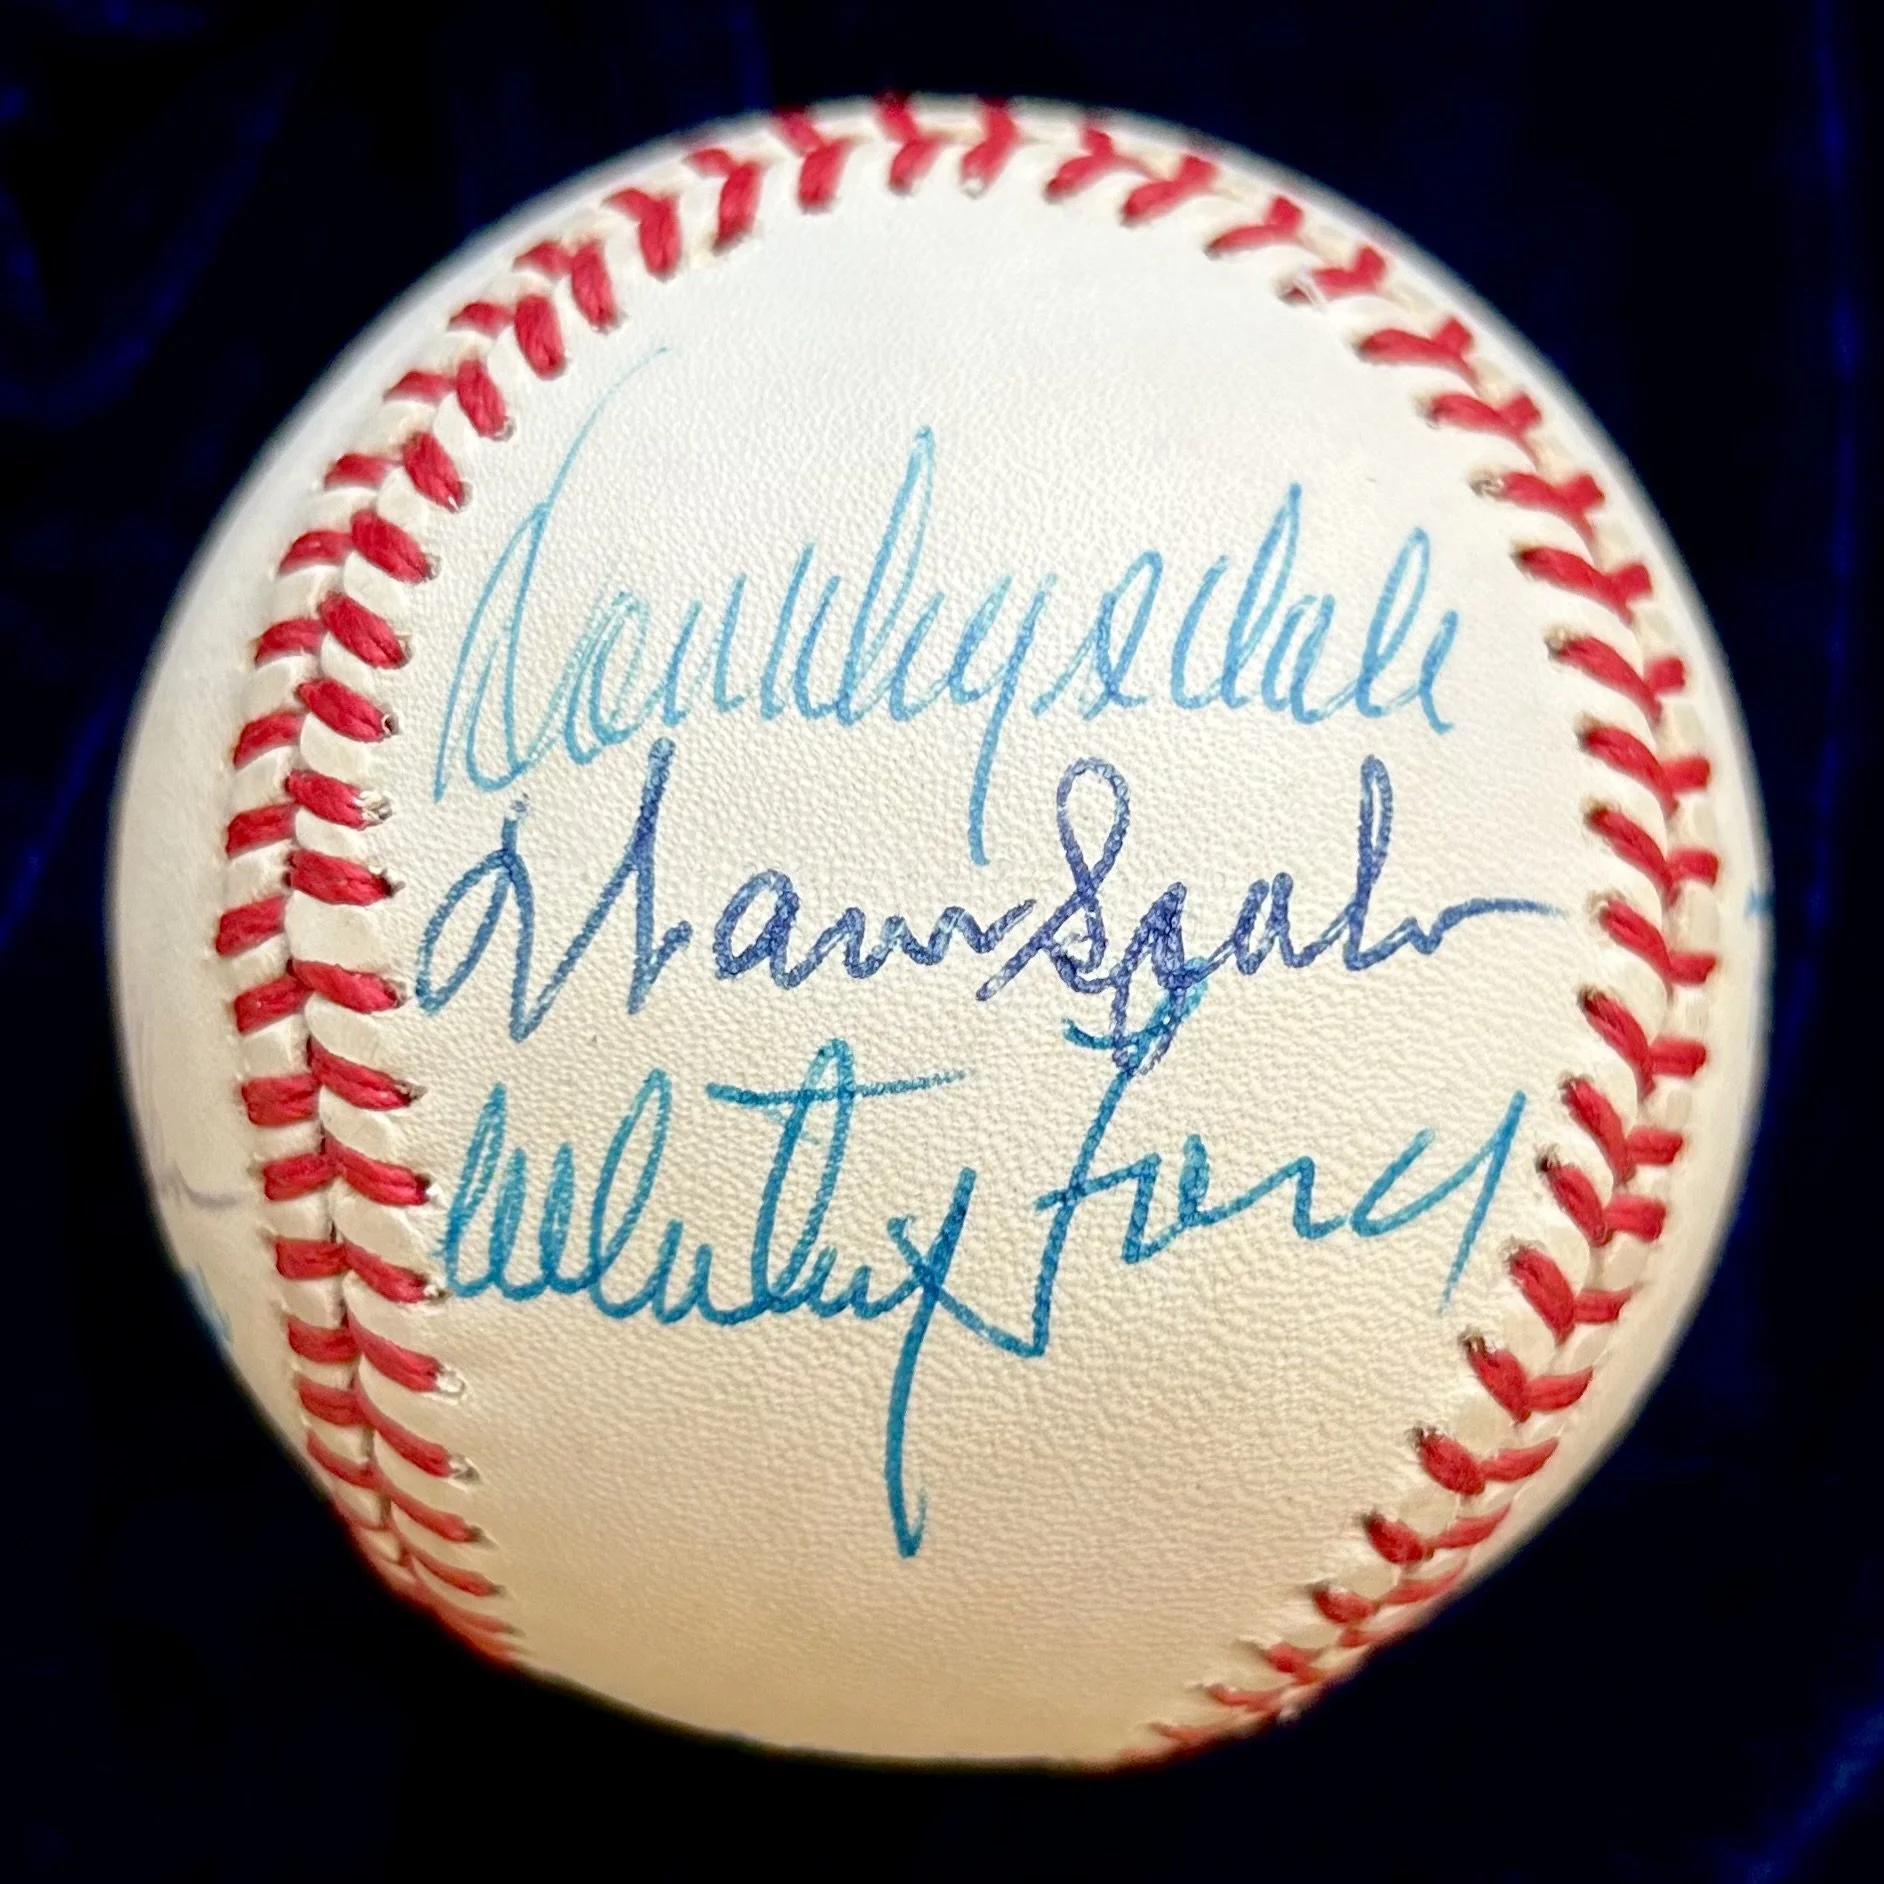 Don Drysdale
Warren Spahn
Whitey Ford